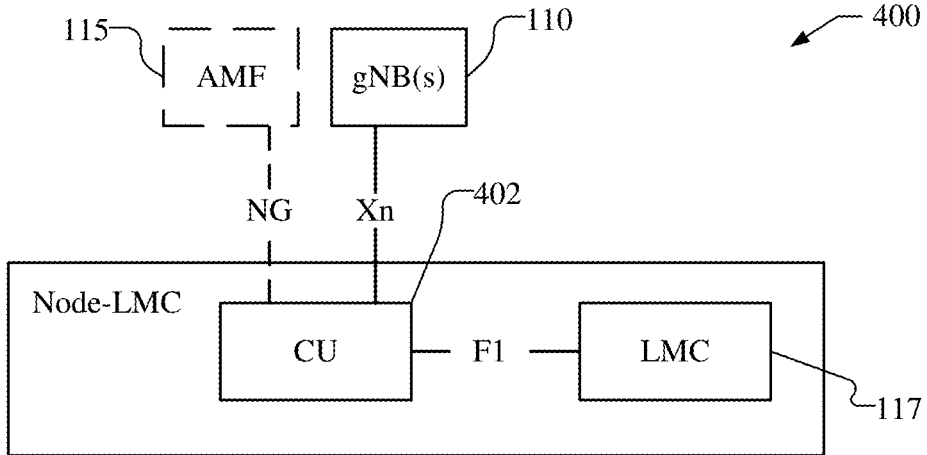 115
AMF
gNB(s)
110
400
NG
Xn
402
Node-LMC
CU
F1
LMC
117